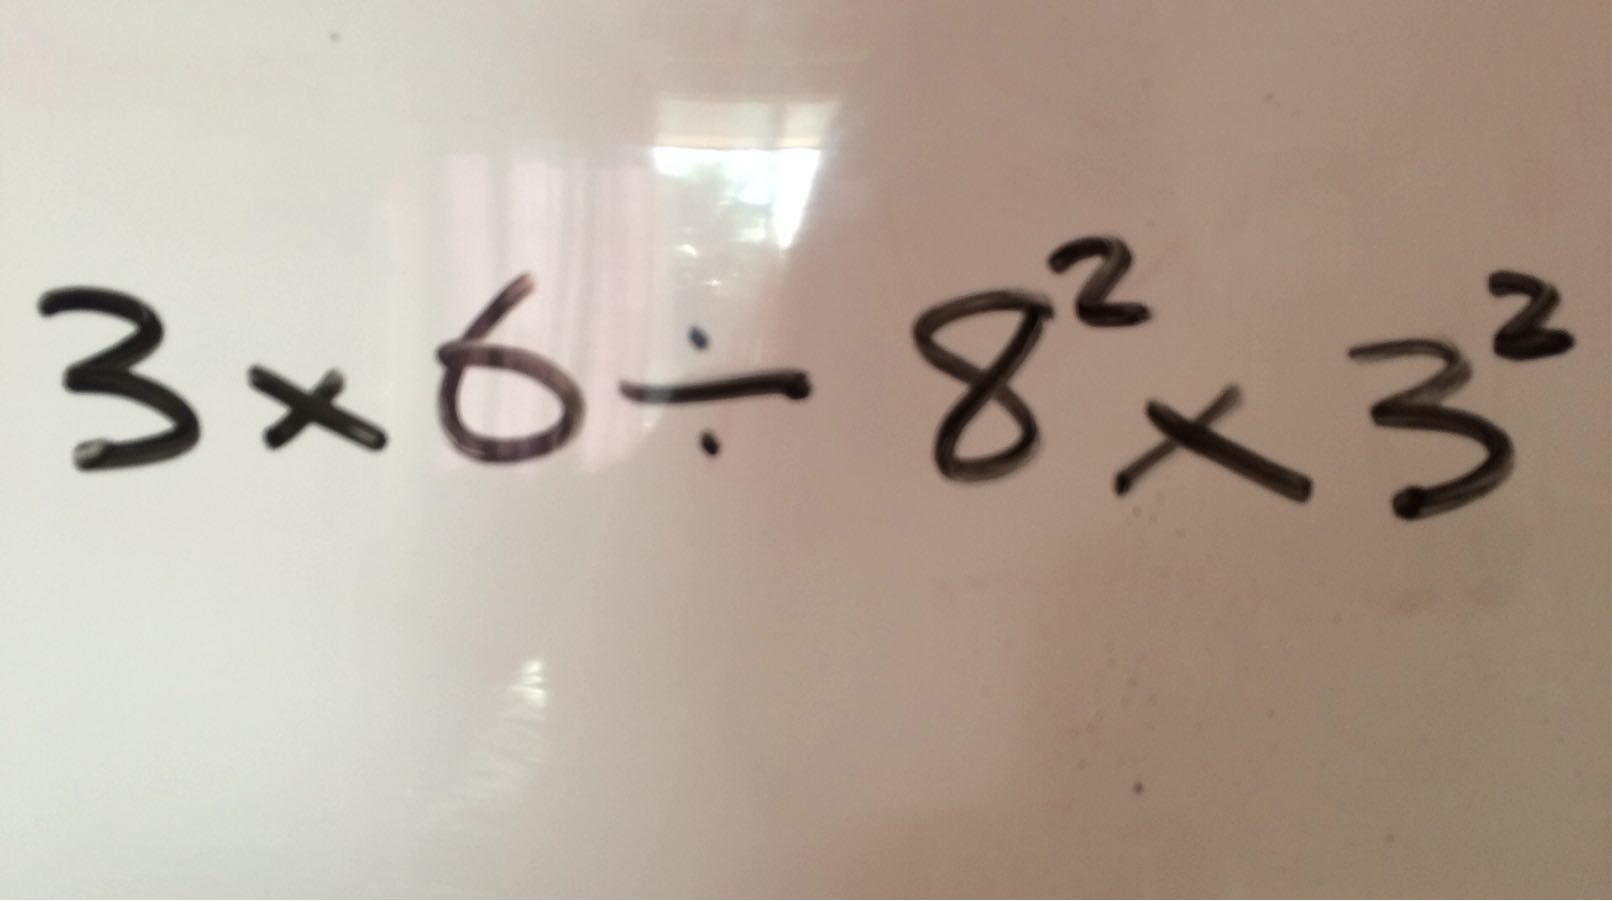 3 × 6 ÷ 8² × 3²